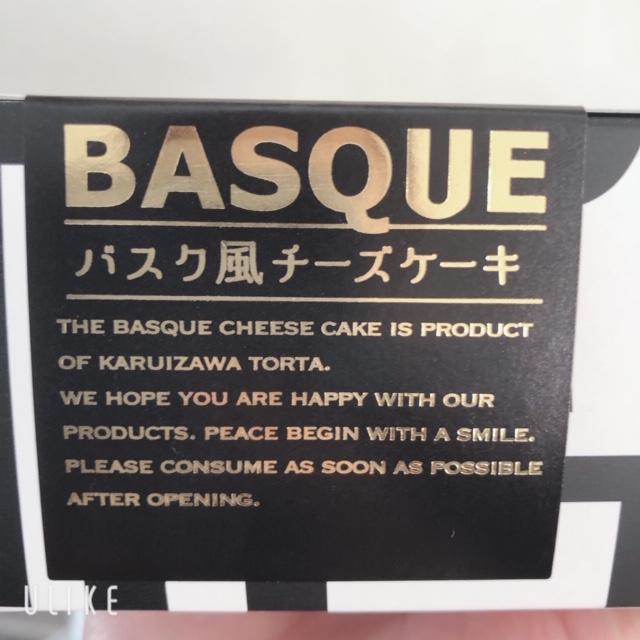 BASQUE
バスク風チーズケーキ
THE BASQUE CHEESE CAKE IS PRODUCT
OF KARUIZAWA TORTA.
WE HOPE YOU ARE HAPPY WITH OUR
PRODUCTS. PEACE BEGIN WITH A SMILE.
PLEASE CONSUME AS SOON AS POSSIBLE
AFTER OPENING.
ULIKE